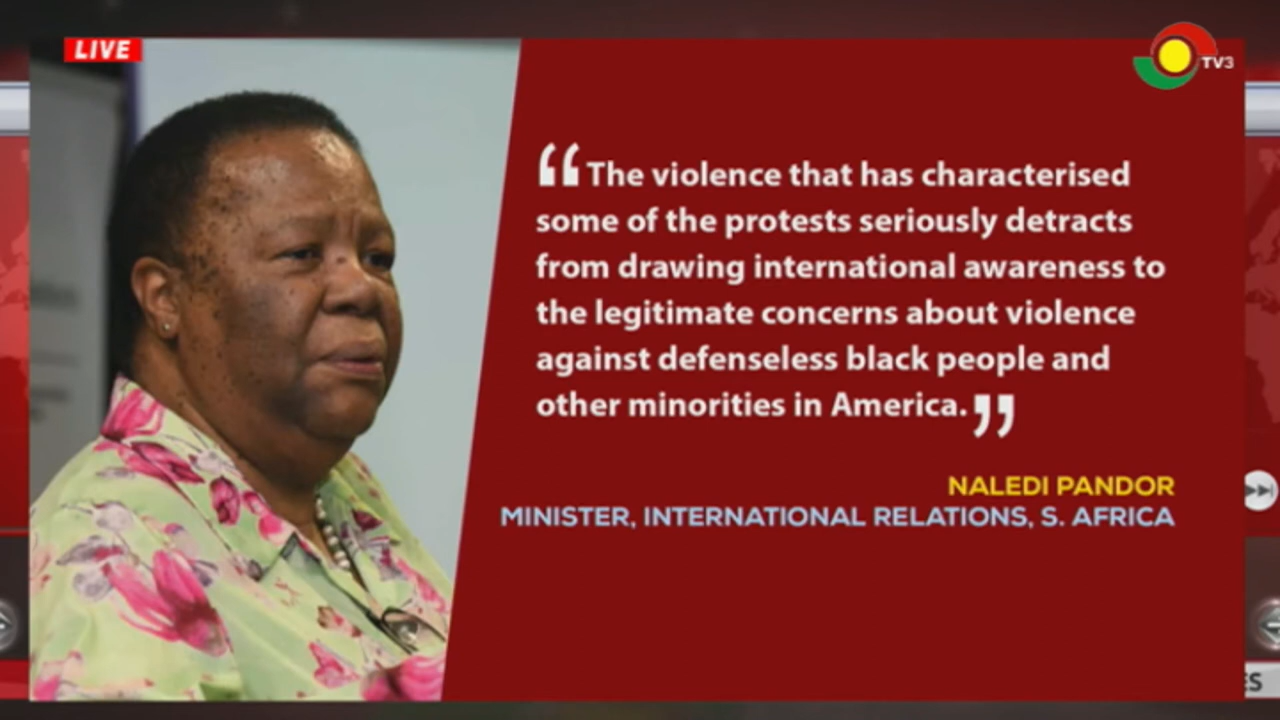 LIVE
TV3
“The violence that has characterised
some of the protests seriously detracts
from drawing international awareness to
the legitimate concerns about violence
against defenseless black people and
other minorities in America.”
NALEDI PANDOR
MINISTER, INTERNATIONAL RELATIONS, S. AFRICA
ES